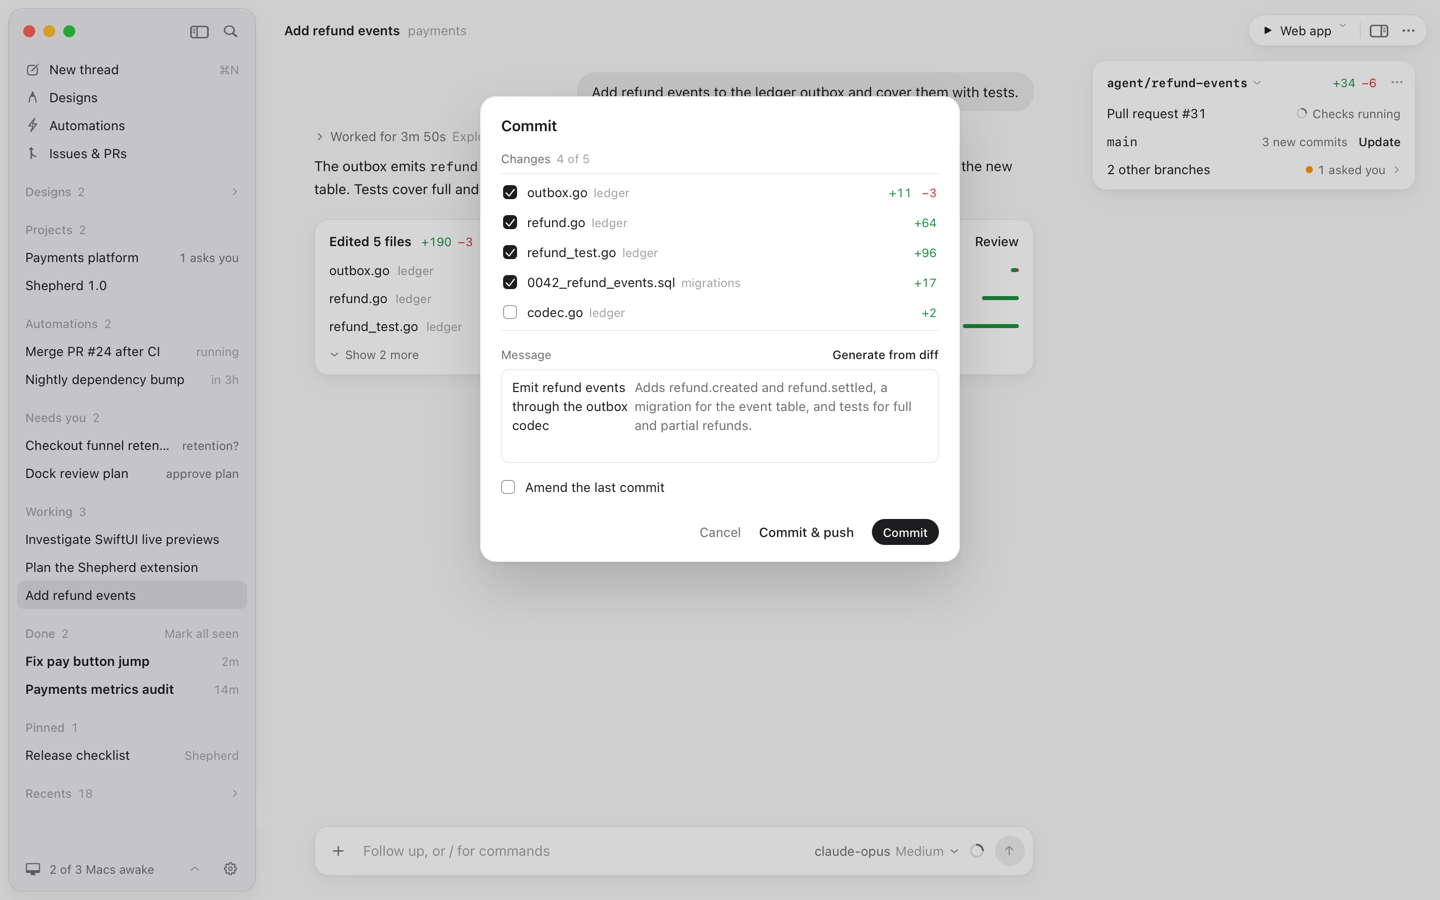 Add refund events payments
Web app
New thread ⌘N
Designs
Automations
Issues & PRs
Designs 2
Projects 2
Payments platform 1 asks you
Shepherd 1.0
Automations 2
Merge PR #24 after CI running
Nightly dependency bump in 3h
Needs you 2
Checkout funnel reten... retention?
Dock review plan approve plan
Working 3
Investigate SwiftUI live previews
Plan the Shepherd extension
Add refund events
Done 2 Mark all seen
Fix pay button jump 2m
Payments metrics audit 14m
Pinned 1
Release checklist Shepherd
Recents 18
2 of 3 Macs awake
Add refund events to the ledger outbox and cover them with tests.
Worked for 3m 50s
The outbox emits refund the new
table. Tests cover full and
Edited 5 files +190 −3 Review
outbox.go ledger
refund.go ledger
refund_test.go ledger
Show 2 more
Commit
Changes 4 of 5
outbox.go ledger +11 −3
refund.go ledger +64
refund_test.go ledger +96
0042_refund_events.sql migrations +17
codec.go ledger +2
Message Generate from diff
Emit refund events
through the outbox
codec
Adds refund.created and refund.settled, a
migration for the event table, and tests for full
and partial refunds.
Amend the last commit
Cancel Commit & push Commit
agent/refund-events +34 −6
Pull request #31 Checks running
main 3 new commits Update
2 other branches 1 asked you
Follow up, or / for commands
claude-opus Medium